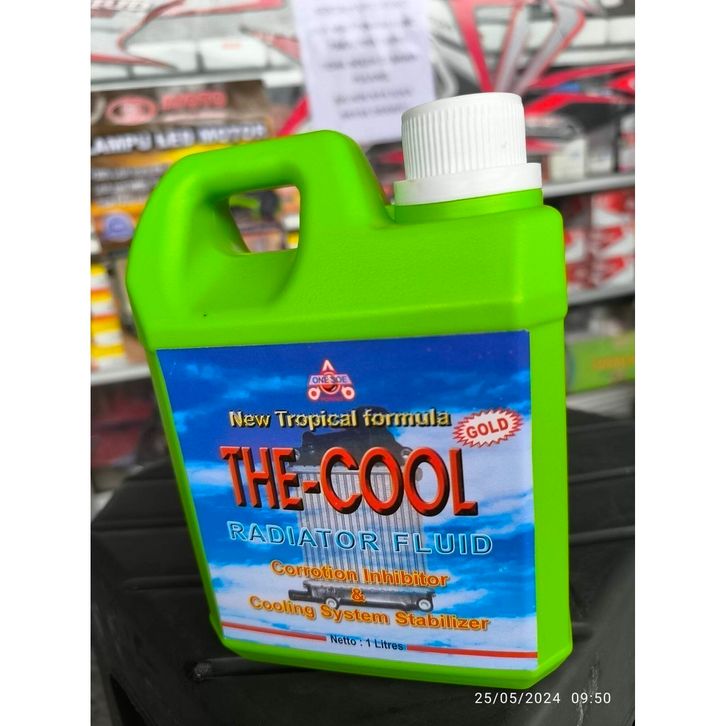 LAMPU LED MOTOR
ONE JOE
New Tropical formula
GOLD
THE-COOL
RADIATOR FLUID
Corrotion Inhibitor
&
Cooling System Stabilizer
Netto : 1 Litres
25/05/2024 09:50